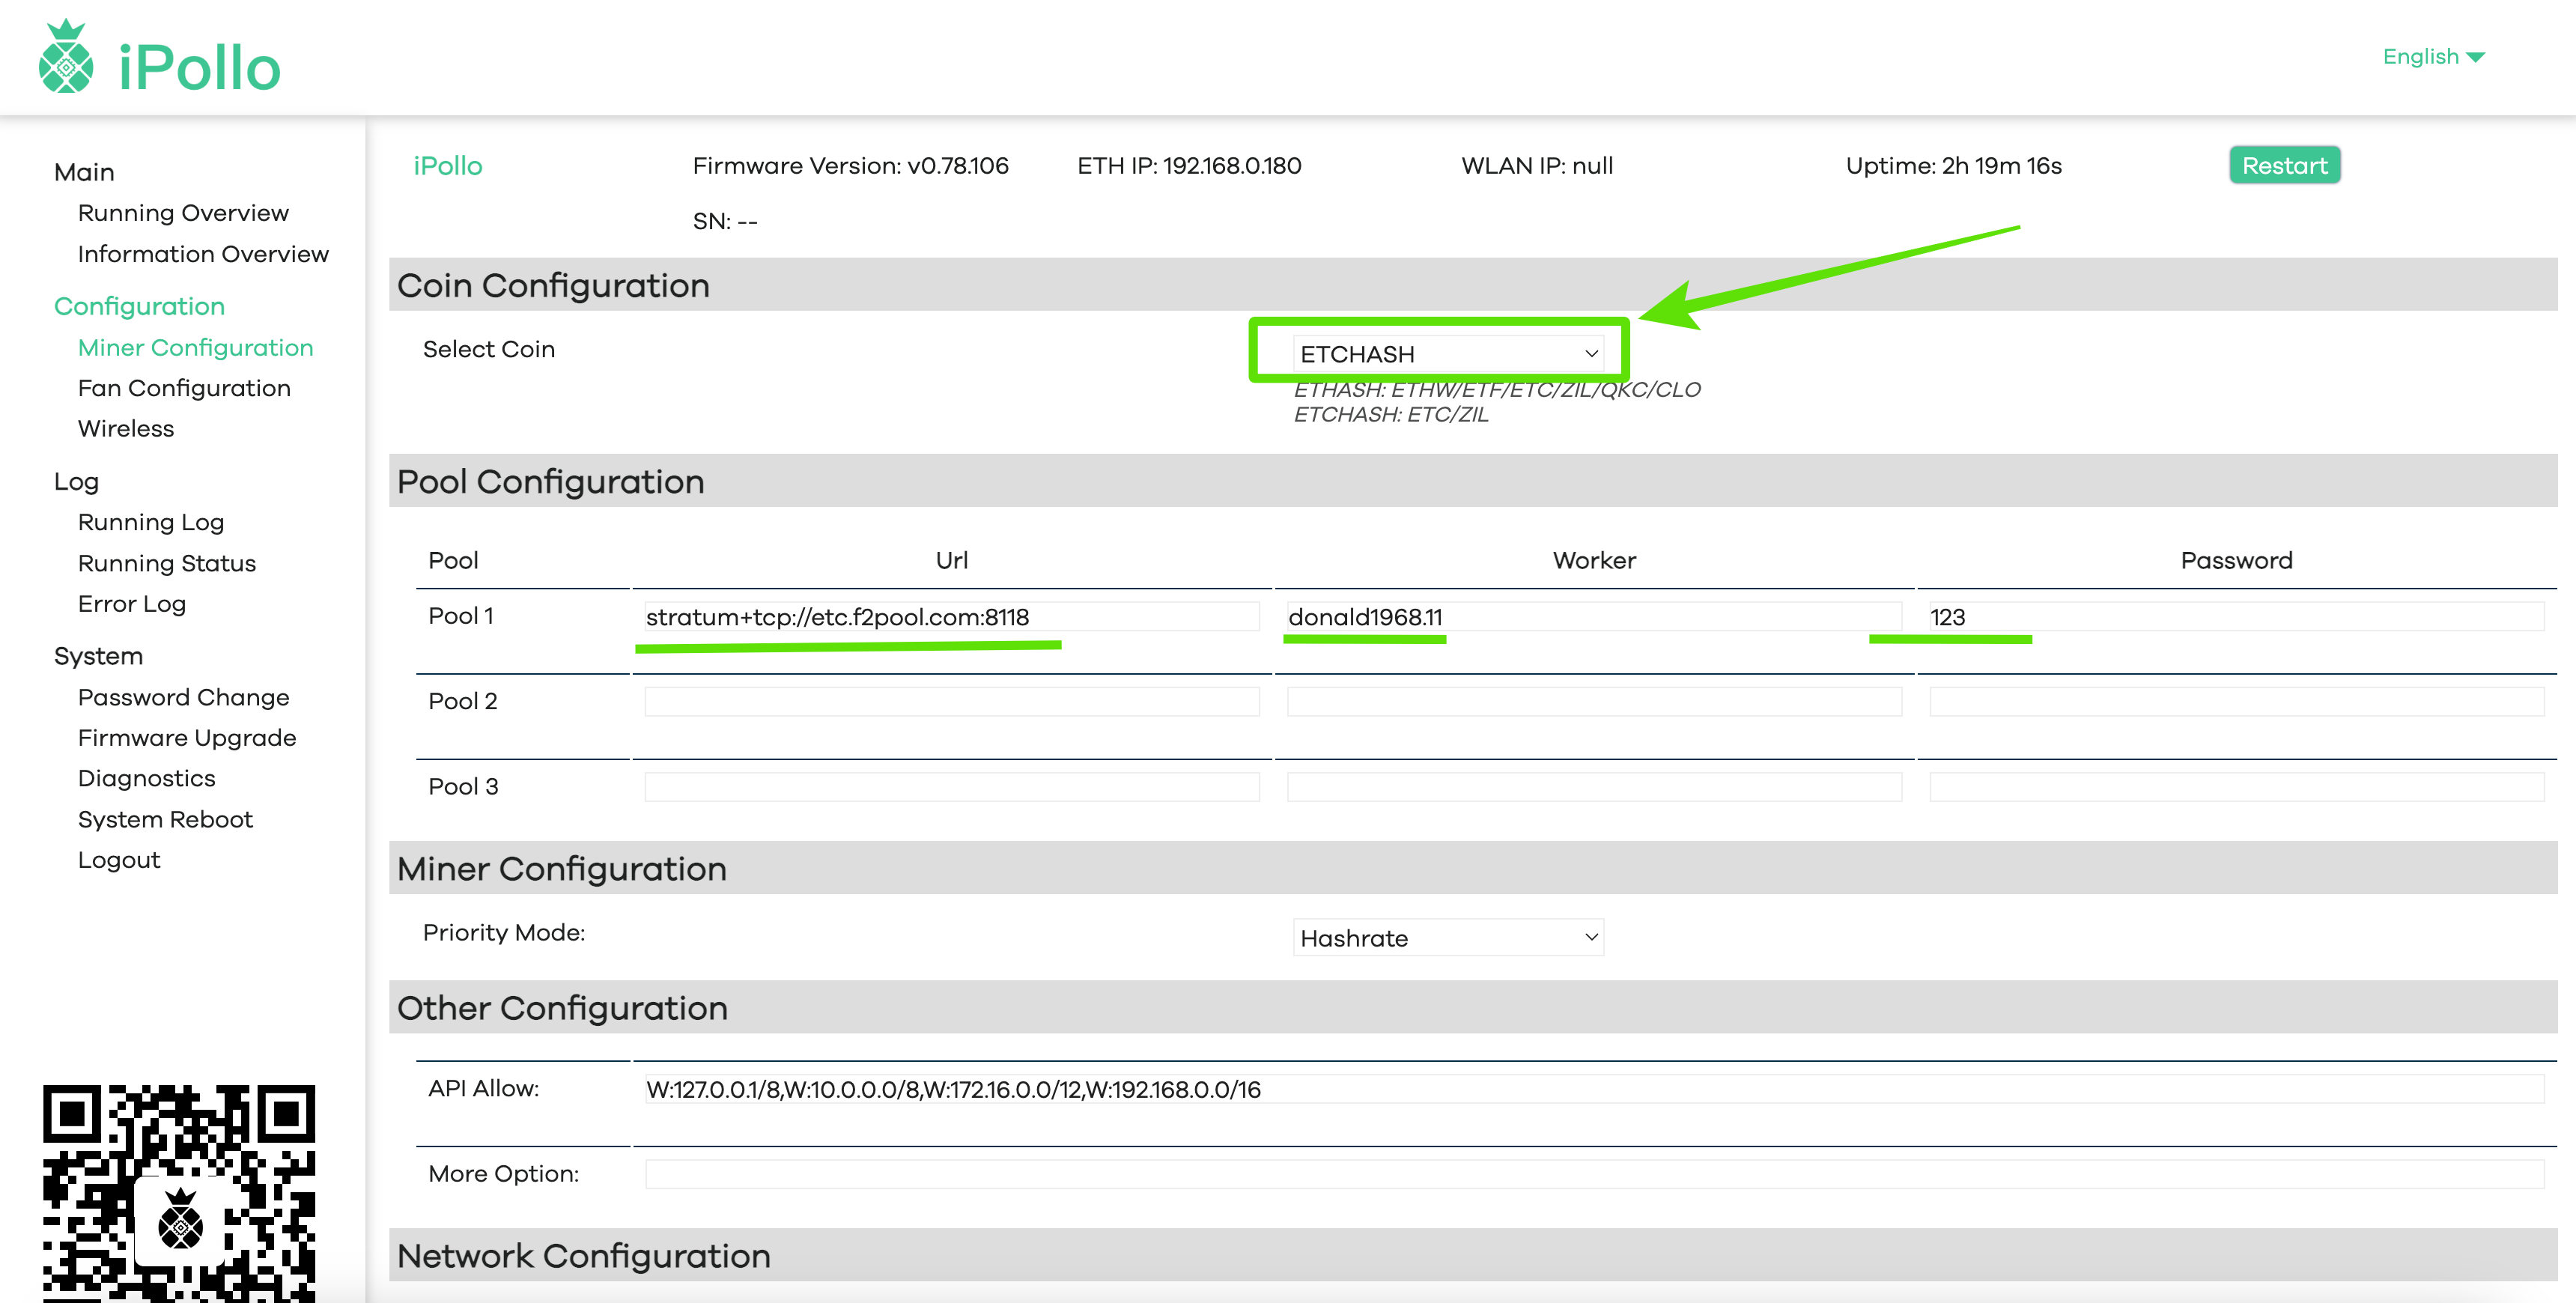 iPollo
English
Main
Running Overview
Information Overview
Configuration
Miner Configuration
Fan Configuration
Wireless
Log
Running Log
Running Status
Error Log
System
Password Change
Firmware Upgrade
Diagnostics
System Reboot
Logout
iPollo Firmware Version: v0.78.106 ETH IP: 192.168.0.180 WLAN IP: null Uptime: 2h 19m 16s Restart
SN: --
Coin Configuration
Select Coin ETCHASH
ETHASH: ETHW/ETF/ETC/ZIL/QKC/CLO
ETCHASH: ETC/ZIL
Pool Configuration
Pool Url Worker Password
Pool 1 stratum+tcp://etc.f2pool.com:8118 donald1968.11 123
Pool 2
Pool 3
Miner Configuration
Priority Mode: Hashrate
Other Configuration
API Allow: W:127.0.0.1/8,W:10.0.0.0/8,W:172.16.0.0/12,W:192.168.0.0/16
More Option:
Network Configuration